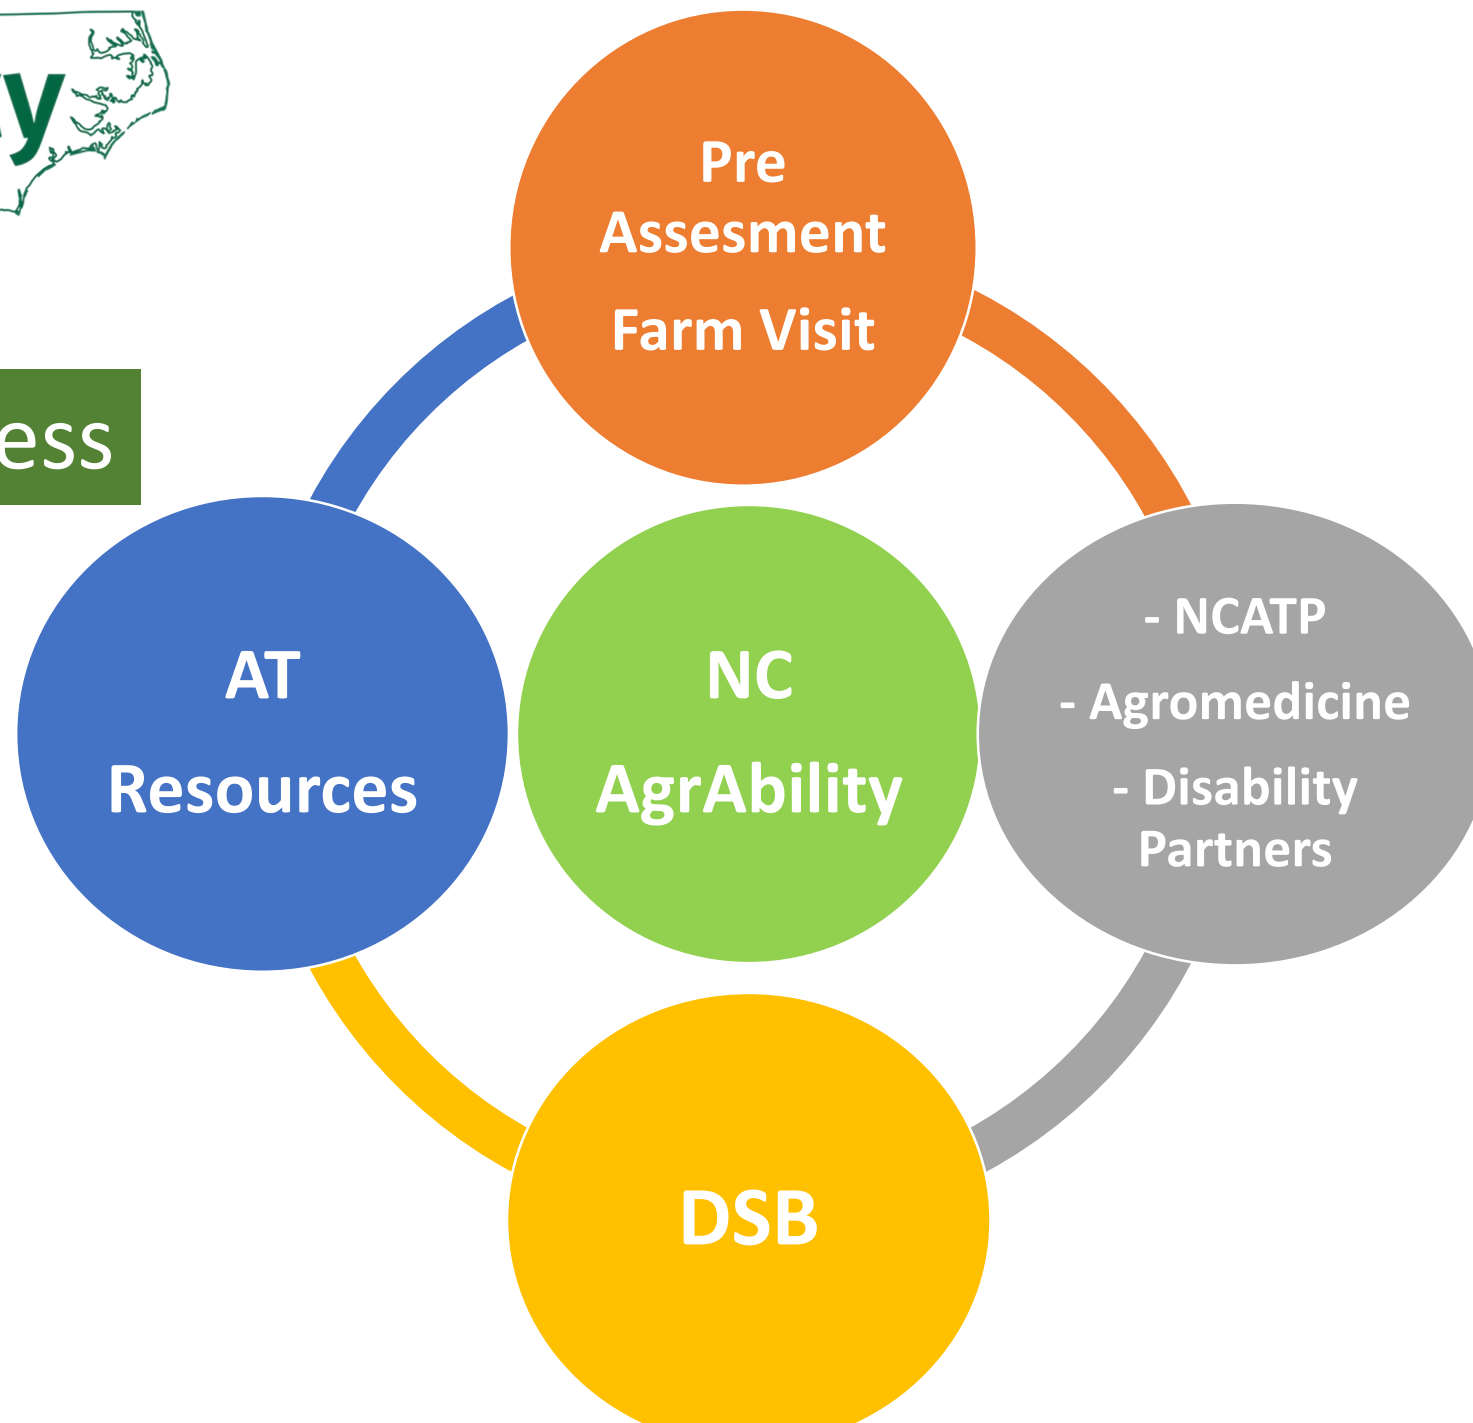 y
ess
Pre
Assesment
Farm Visit
AT
Resources
NC
AgrAbility
- NCATP
- Agromedicine
- Disability
Partners
DSB